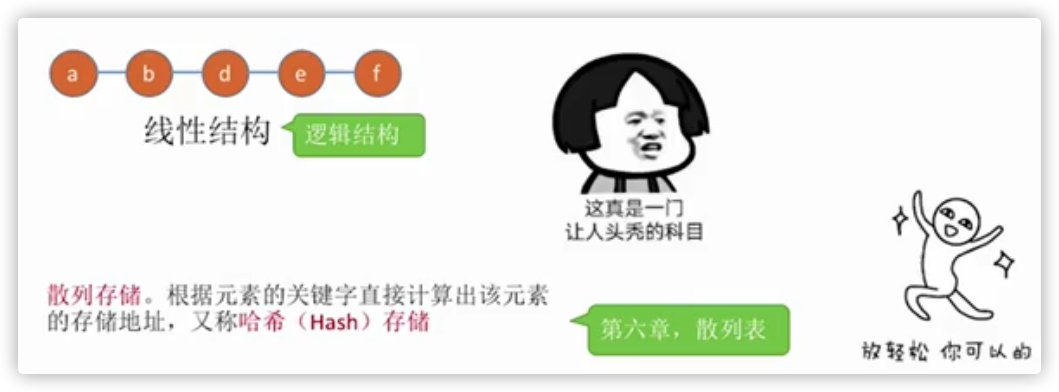 a b d e f
线性结构
逻辑结构
这真是一门
让人头秃的科目
散列存储。根据元素的关键字直接计算出该元素
的存储地址，又称哈希（Hash）存储
第六章，散列表
放轻松 你可以的